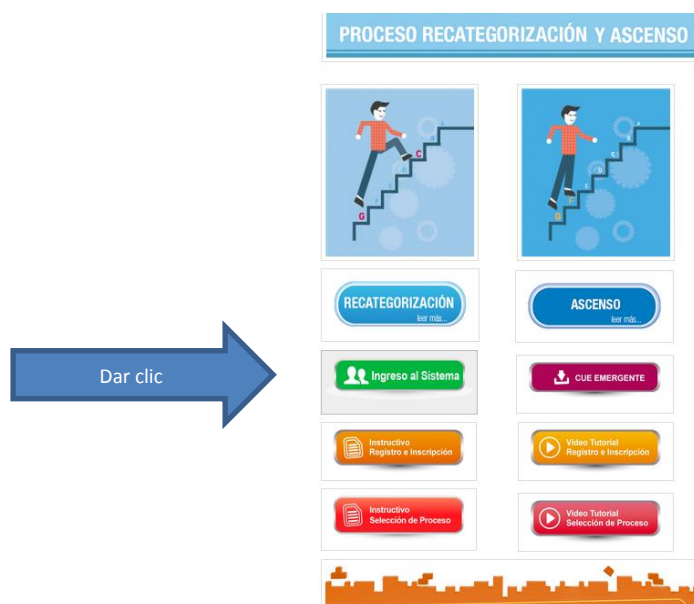 PROCESO RECATEGORIZACIÓN Y ASCENSO
C
G
G
F
RECATEGORIZACIÓN
leer más...
ASCENSO
leer más...
Dar clic
Ingreso al Sistema
CUE EMERGENTE
Instructivo
Registro e Inscripción
Video Tutorial
Registro e Inscripción
Instructivo
Selección de Proceso
Video Tutorial
Selección de Proceso